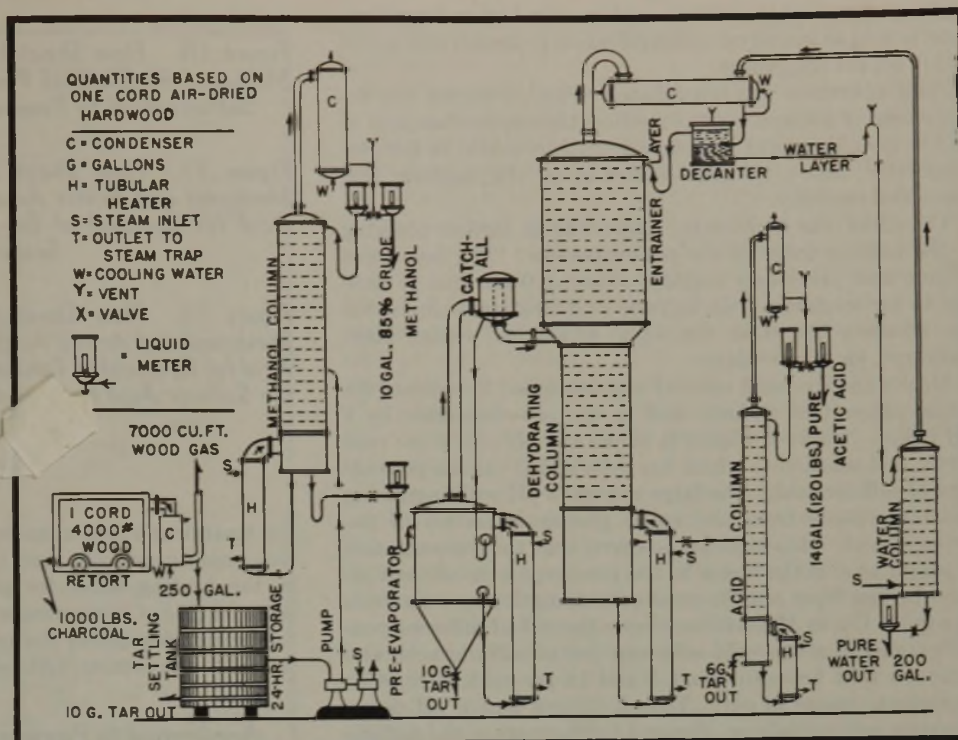 QUANTITIES BASED ON
ONE CORD AIR-DRIED
HARDWOOD
C = CONDENSER
G = GALLONS
H = TUBULAR
HEATER
S = STEAM INLET
T = OUTLET TO
STEAM TRAP
W = COOLING WATER
Y = VENT
X = VALVE
= LIQUID
METER
7000 CU. FT.
WOOD GAS
1 CORD
4000#
WOOD
RETORT
C
W
250 GAL.
1000 LBS.
CHARCOAL
TAR
SETTLING
TANK
24-HR. STORAGE
10 G. TAR OUT
PUMP
S
S
H
T
METHANOL COLUMN
C
W
Y
10 GAL. 85% CRUDE
METHANOL
PRE-EVAPORATOR
10 G.
TAR
OUT
H
S
T
CATCH-
ALL
DEHYDRATING
COLUMN
H
S
T
ENTRAINER
LAYER
C
W
Y
DECANTER
WATER
LAYER
Y
ACID
COLUMN
C
W
Y
14 GAL. (120 LBS.) PURE
ACETIC ACID
6 G.
TAR
OUT
H
S
T
WATER
COLUMN
S
PURE
WATER
OUT
200
GAL.